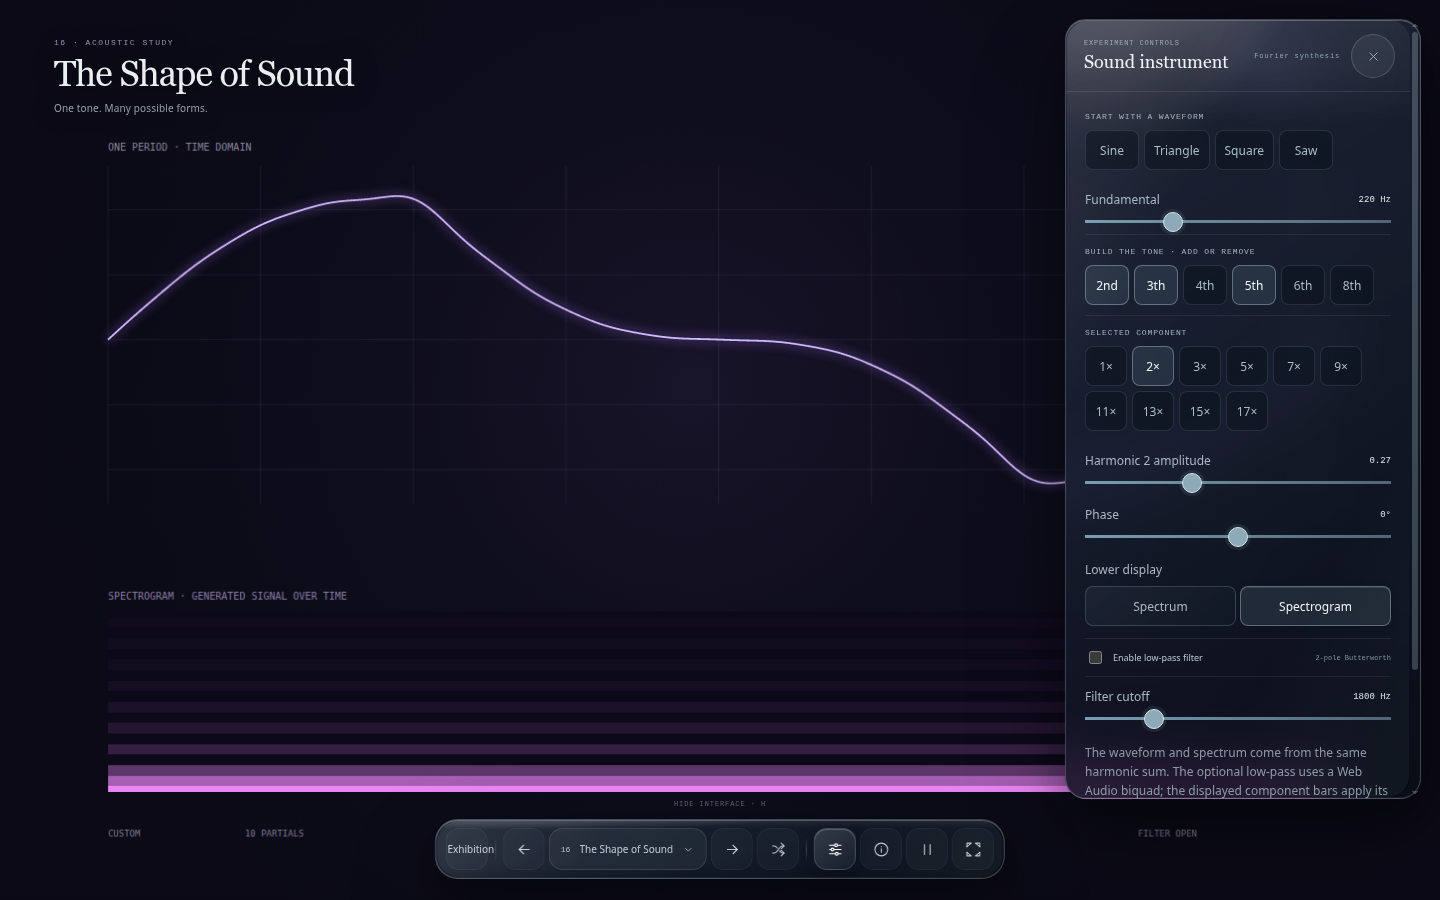 16 · ACOUSTIC STUDY
The Shape of Sound
One tone. Many possible forms.
ONE PERIOD · TIME DOMAIN
SPECTROGRAM · GENERATED SIGNAL OVER TIME
HIDE INTERFACE · H
CUSTOM
10 PARTIALS
FILTER OPEN
Exhibition
16 The Shape of Sound
EXPERIMENT CONTROLS
Sound instrument
Fourier synthesis
START WITH A WAVEFORM
Sine Triangle Square Saw
Fundamental 220 Hz
BUILD THE TONE · ADD OR REMOVE
2nd 3th 4th 5th 6th 8th
SELECTED COMPONENT
1× 2× 3× 5× 7× 9×
11× 13× 15× 17×
Harmonic 2 amplitude 0.27
Phase 0°
Lower display
Spectrum Spectrogram
Enable low-pass filter 2-pole Butterworth
Filter cutoff 1800 Hz
The waveform and spectrum come from the same
harmonic sum. The optional low-pass uses a Web
Audio biquad; the displayed component bars apply its